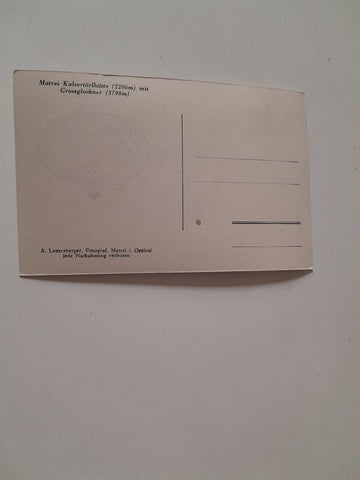 Matrei Kalsertörlhütte (2206m) mit
Grossglockner (3798m)
A. Lottersberger, Fotograf, Matrei i. Osttirol
jede Nachahmung verboten